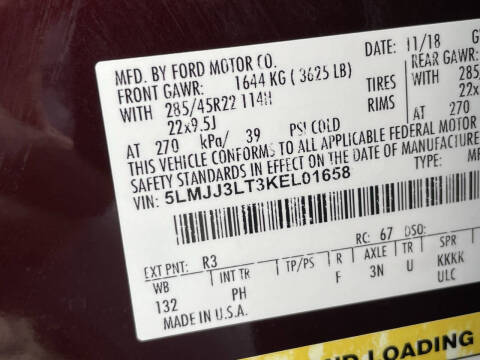 MFD. BY FORD MOTOR CO.
DATE: 11/18
FRONT GAWR: 1644 KG (3625 LB)
REAR GAWR:
WITH 285/45R22 114H TIRES
285/
22x9.5J RIMS
22x
AT 270 kPa/ 39 PSI COLD
AT 270
THIS VEHICLE CONFORMS TO ALL APPLICABLE FEDERAL MOTOR
SAFETY STANDARDS IN EFFECT ON THE DATE OF MANUFACTURE
VIN: 5LMJJ3LT3KEL01658
TYPE:
EXT PNT: R3 RC: 67 DSO:
WB INT TR TP/PS R AXLE TR SPR
132 PH F 3N U KKKK
MADE IN U.S.A. ULC
ND LOADING